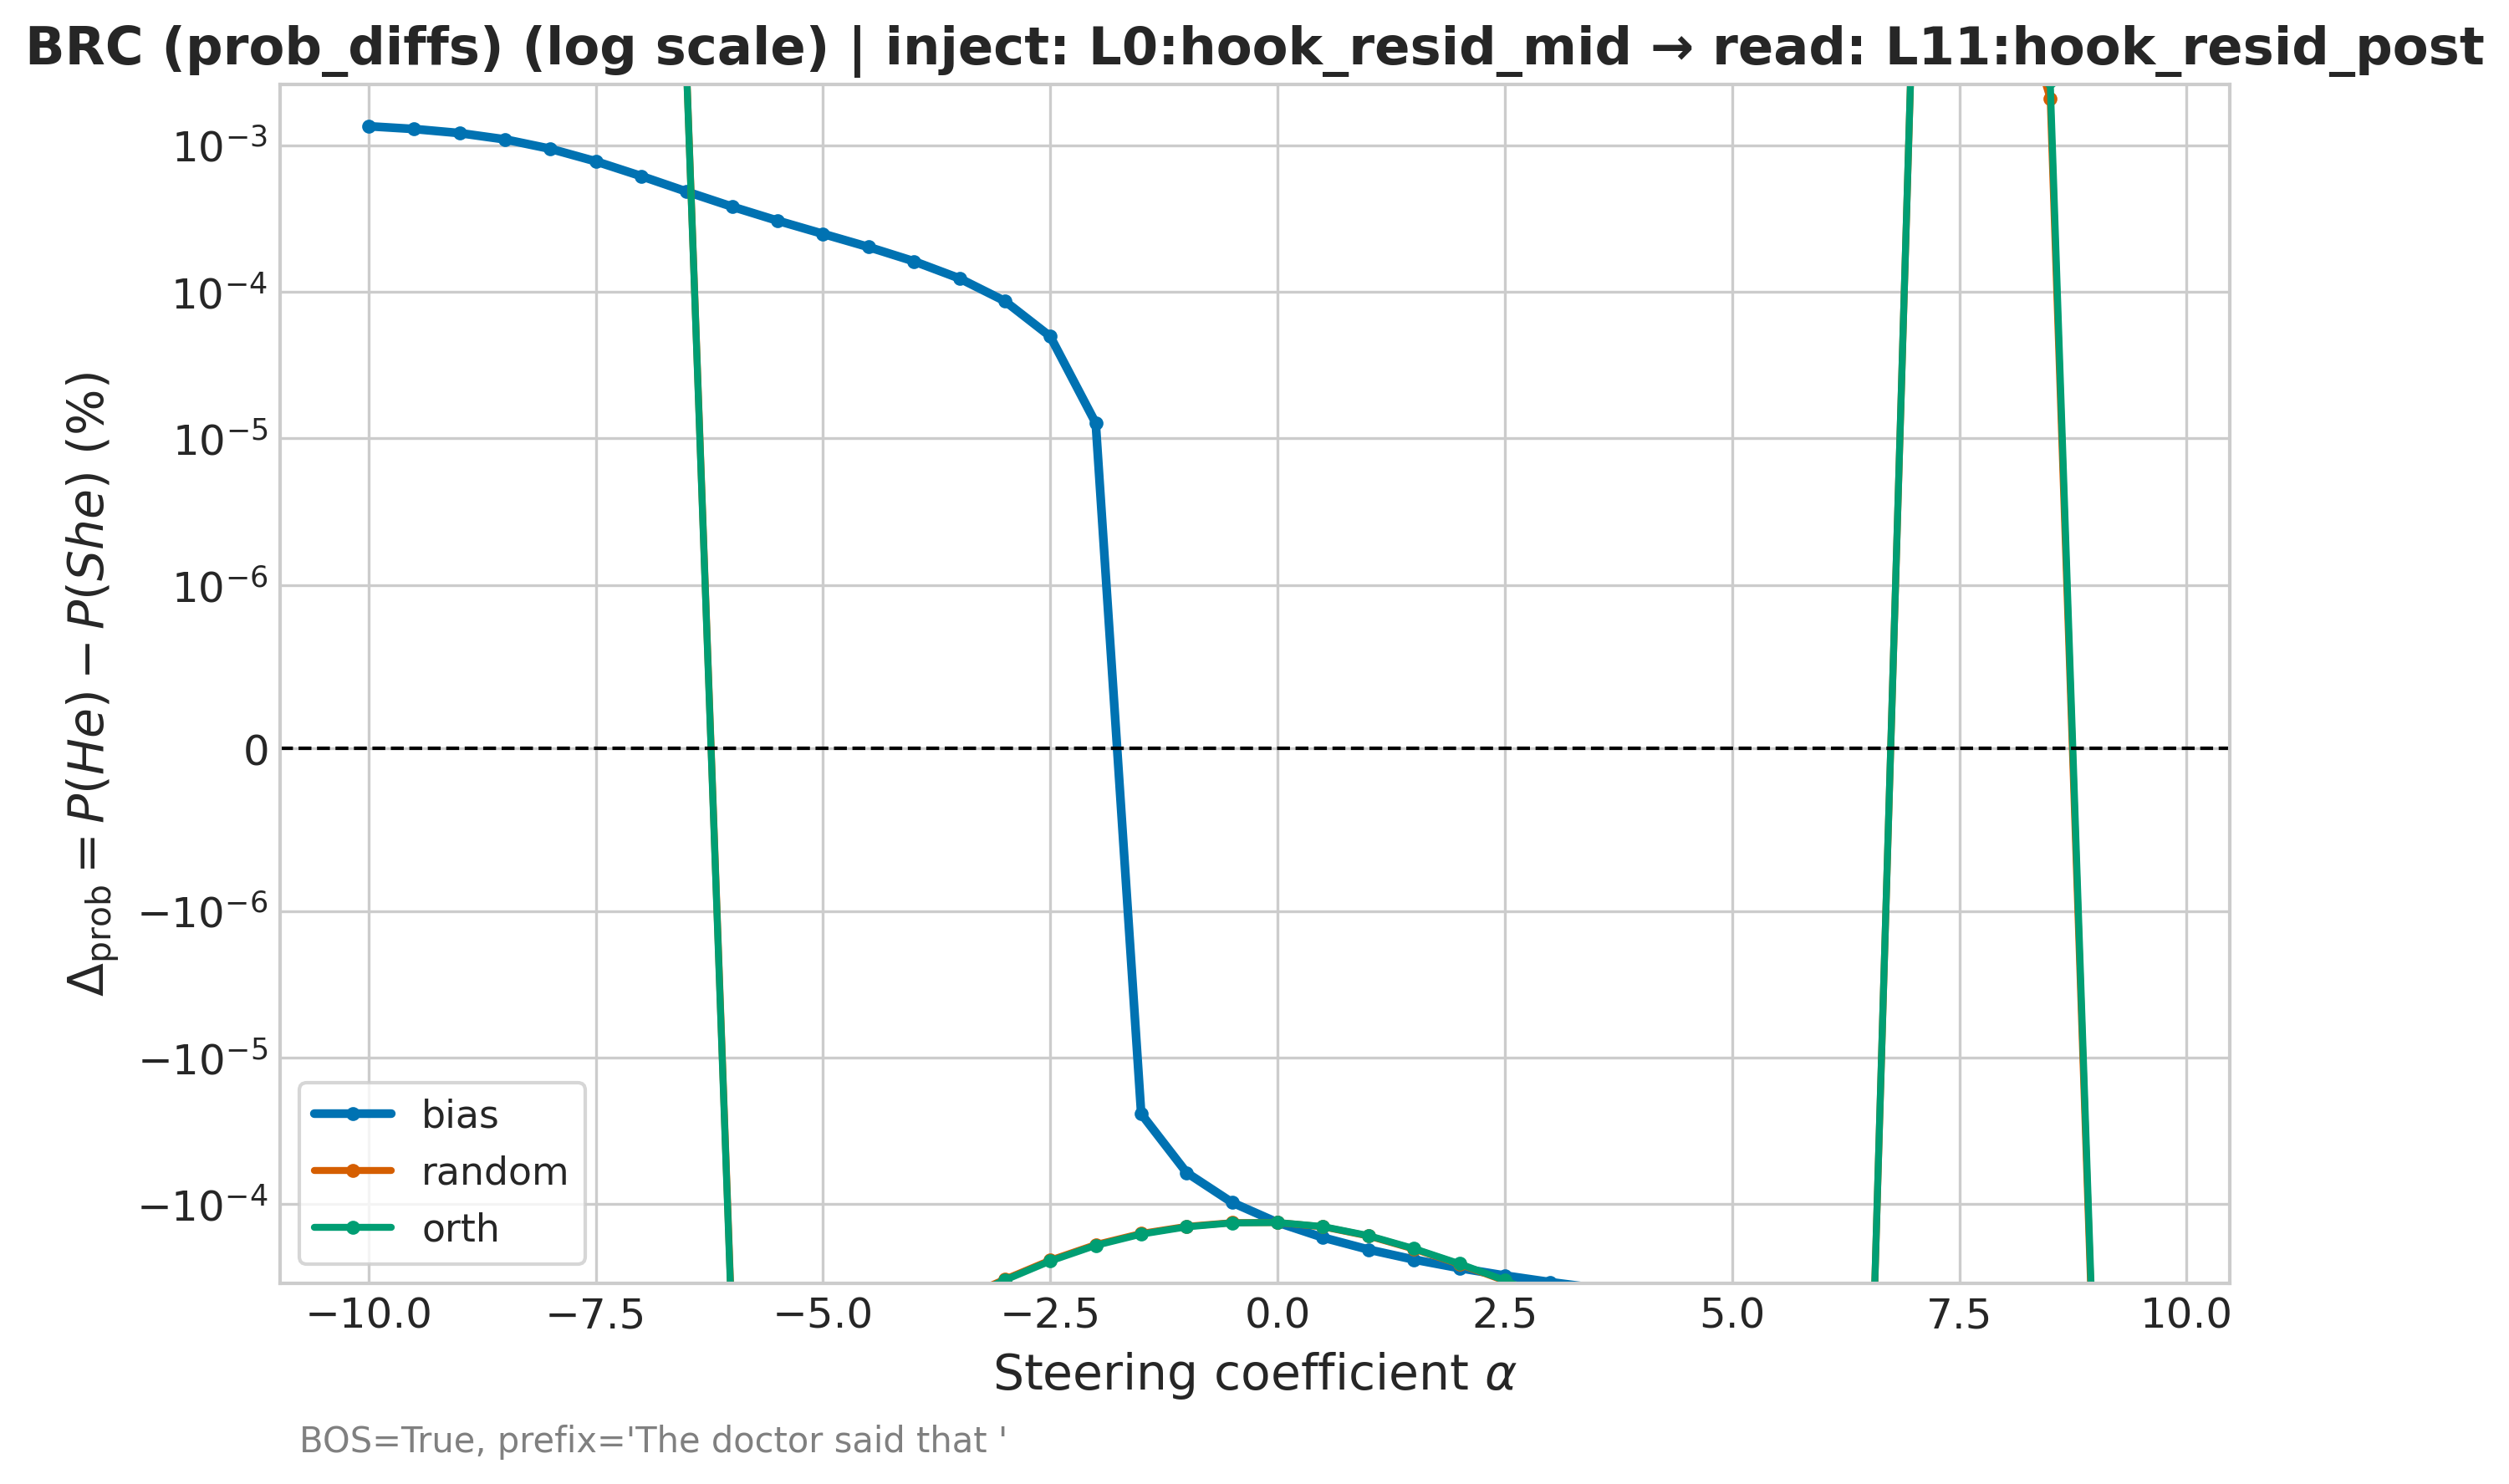 BRC (prob_diffs) (log scale) | inject: L0:hook_resid_mid → read: L11:hook_resid_post
Δprob = P(He) − P(She) (%)
10−3
10−4
10−5
10−6
0
−10−6
−10−5
−10−4
bias
random
orth
−10.0 −7.5 −5.0 −2.5 0.0 2.5 5.0 7.5 10.0
Steering coefficient α
BOS=True, prefix='The doctor said that '